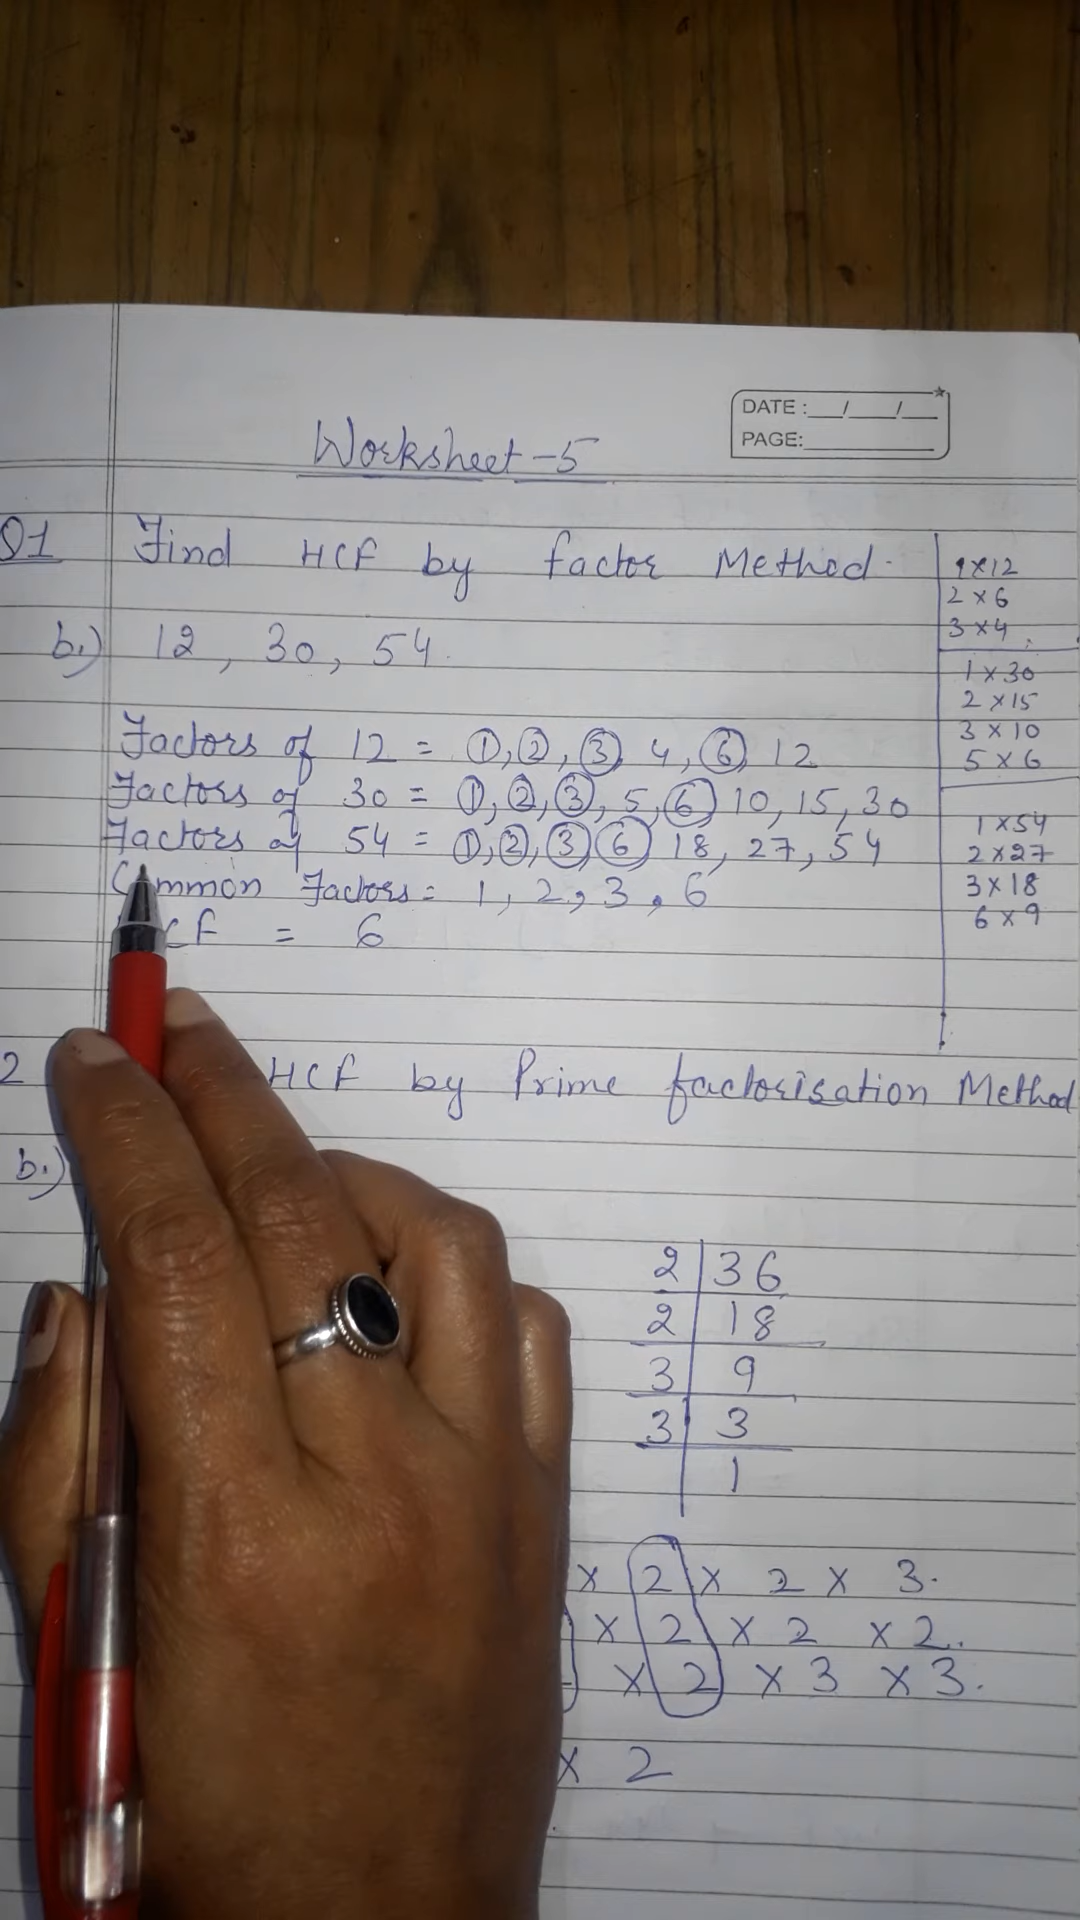 DATE :___/___/___
PAGE:
Worksheet-5
Q1 Find HCF by factor Method.
1×12
2×6
3×4
b.) 12, 30, 54.
1×30
2×15
3×10
5×6
Factors of 12 = 1, 2, 3, 4, 6, 12
Factors of 30 = 1, 2, 3, 5, 6, 10, 15, 30
Factors of 54 = 1, 2, 3, 6 18, 27, 54
1×54
2×27
3×18
6×9
Common Factors = 1, 2, 3, 6
CF = 6
2 HCF by Prime factorisation Method
b.)
2 36
2 18
3 9
3 3
1
× 2 × 2 × 3.
× 2 × 2 × 2.
× 2 × 3 × 3.
× 2